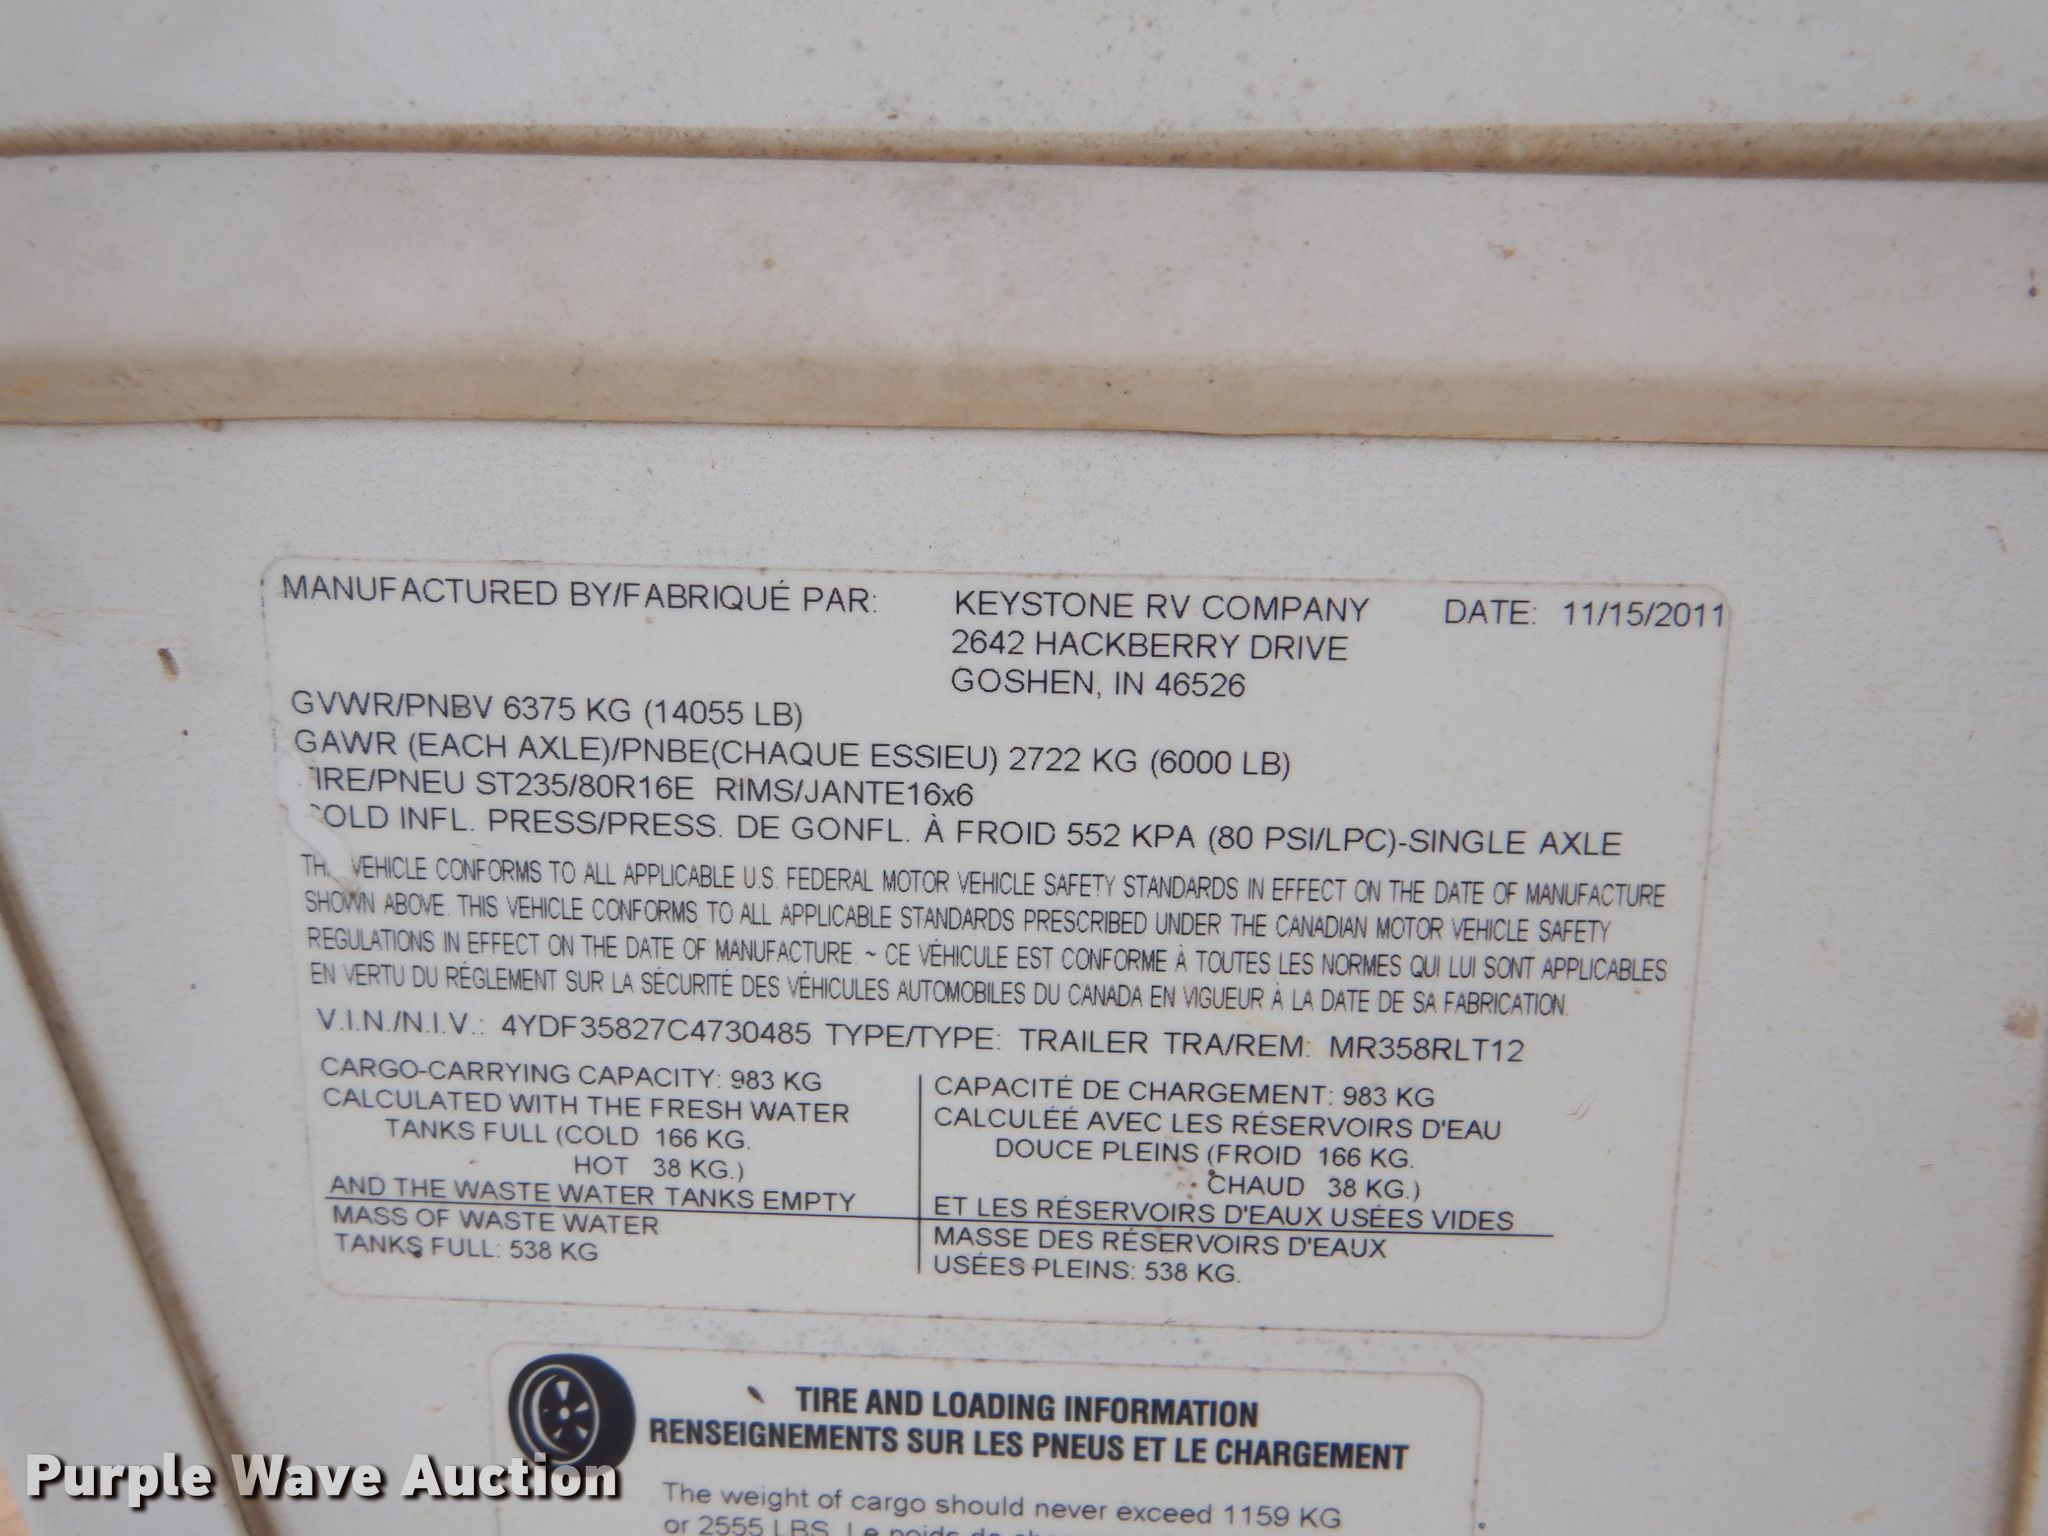 MANUFACTURED BY/FABRIQUÉ PAR: KEYSTONE RV COMPANY DATE: 11/15/2011
2642 HACKBERRY DRIVE
GOSHEN, IN 46526
GVWR/PNBV 6375 KG (14055 LB)
GAWR (EACH AXLE)/PNBE(CHAQUE ESSIEU) 2722 KG (6000 LB)
IRE/PNEU ST235/80R16E RIMS/JANTE16x6
OLD INFL. PRESS/PRESS. DE GONFL. À FROID 552 KPA (80 PSI/LPC)-SINGLE AXLE
VEHICLE CONFORMS TO ALL APPLICABLE U.S. FEDERAL MOTOR VEHICLE SAFETY STANDARDS IN EFFECT ON THE DATE OF MANUFACTURE
SHOWN ABOVE. THIS VEHICLE CONFORMS TO ALL APPLICABLE STANDARDS PRESCRIBED UNDER THE CANADIAN MOTOR VEHICLE SAFETY
REGULATIONS IN EFFECT ON THE DATE OF MANUFACTURE. ~ CE VÉHICULE EST CONFORME À TOUTES LES NORMES QUI LUI SONT APPLICABLES
EN VERTU DU RÉGLEMENT SUR LA SÉCURITÉ DES VÉHICULES AUTOMOBILES DU CANADA EN VIGUEUR À LA DATE DE SA FABRICATION.
V.I.N./N.I.V.: 4YDF35827C4730485 TYPE/TYPE: TRAILER TRA/REM: MR358RLT12
CARGO-CARRYING CAPACITY: 983 KG
CALCULATED WITH THE FRESH WATER
TANKS FULL (COLD 166 KG.
HOT 38 KG.)
AND THE WASTE WATER TANKS EMPTY
MASS OF WASTE WATER
TANKS FULL: 538 KG
CAPACITÉ DE CHARGEMENT: 983 KG
CALCULÉÉ AVEC LES RÉSERVOIRS D'EAU
DOUCE PLEINS (FROID 166 KG.
CHAUD 38 KG.)
ET LES RÉSERVOIRS D'EAUX USÉES VIDES
MASSE DES RÉSERVOIRS D'EAUX
USÉES PLEINS: 538 KG.
TIRE AND LOADING INFORMATION
RENSEIGNEMENTS SUR LES PNEUS ET LE CHARGEMENT
The weight of cargo should never exceed 1159 KG
or 2555 LBS. Le poids de
Purple Wave Auction